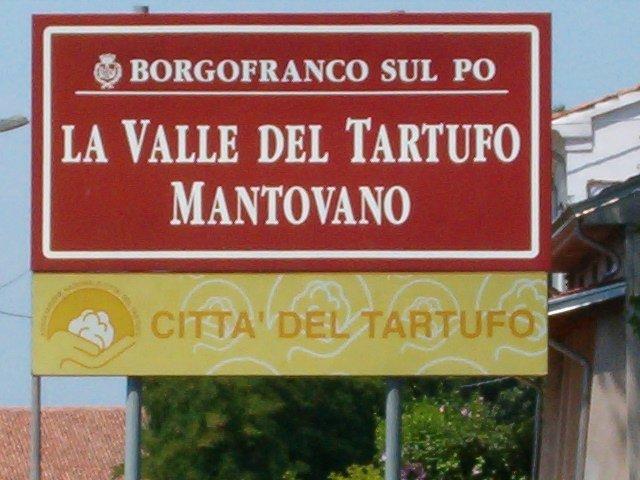 BORGOFRANCO SUL PO
LA VALLE DEL TARTUFO
MANTOVANO
CITTA' DEL TARTUFO